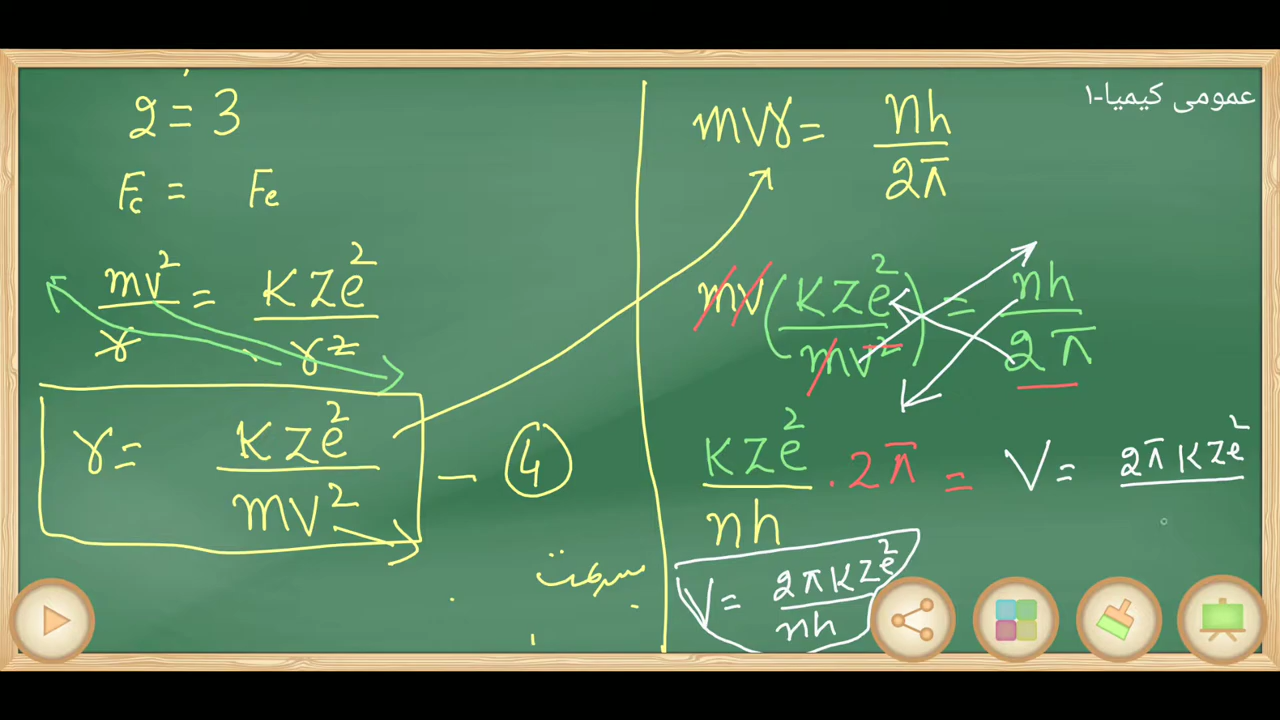 عمومی کیمیا-۱
2 = 3
Fc = Fe
mv² / r = KZe² / r²
r = KZe² / mv² — ④
سرعت
mvr = nh / 2π
mv(KZe² / mv²) = nh / 2π
KZe² / nh . 2π = V = 2πKZe²
V = 2πKZe² / nh